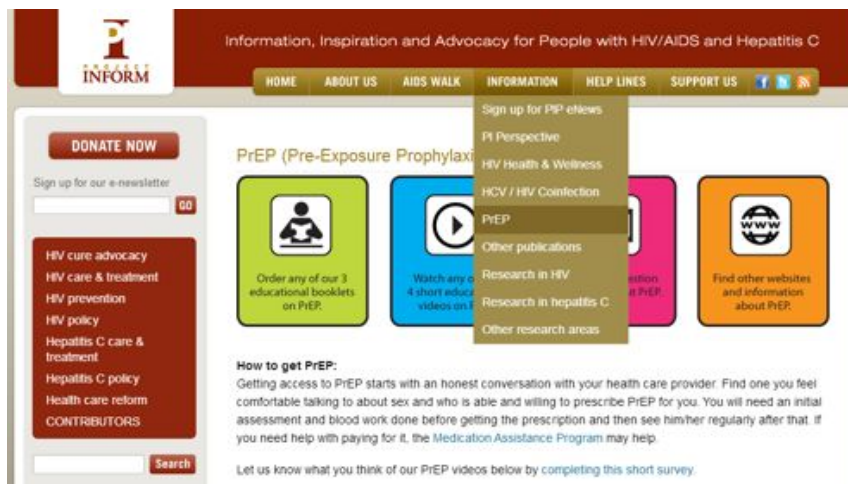 PROJECT
INFORM
Information, Inspiration and Advocacy for People with HIV/AIDS and Hepatitis C
HOME ABOUT US AIDS WALK INFORMATION HELP LINES SUPPORT US
Sign up for PIP eNews
PI Perspective
HIV Health & Wellness
HCV / HIV Coinfection
PrEP
Other publications
Research in HIV
Research in hepatitis C
Other research areas
DONATE NOW
Sign up for our e-newsletter
GO
HIV cure advocacy
HIV care & treatment
HIV prevention
HIV policy
Hepatitis C care &
treatment
Hepatitis C policy
Health care reform
CONTRIBUTORS
Search
PrEP (Pre-Exposure Prophylaxi
Order any of our 3
educational booklets
on PrEP.
Watch any o
4 short educa
videos on P
estion
t PrEP.
WWW
Find other websites
and information
about PrEP.
How to get PrEP:
Getting access to PrEP starts with an honest conversation with your health care provider. Find one you feel
comfortable talking to about sex and who is able and willing to prescribe PrEP for you. You will need an initial
assessment and blood work done before getting the prescription and then see him/her regularly after that. If
you need help with paying for it, the Medication Assistance Program may help.
Let us know what you think of our PrEP videos below by completing this short survey.